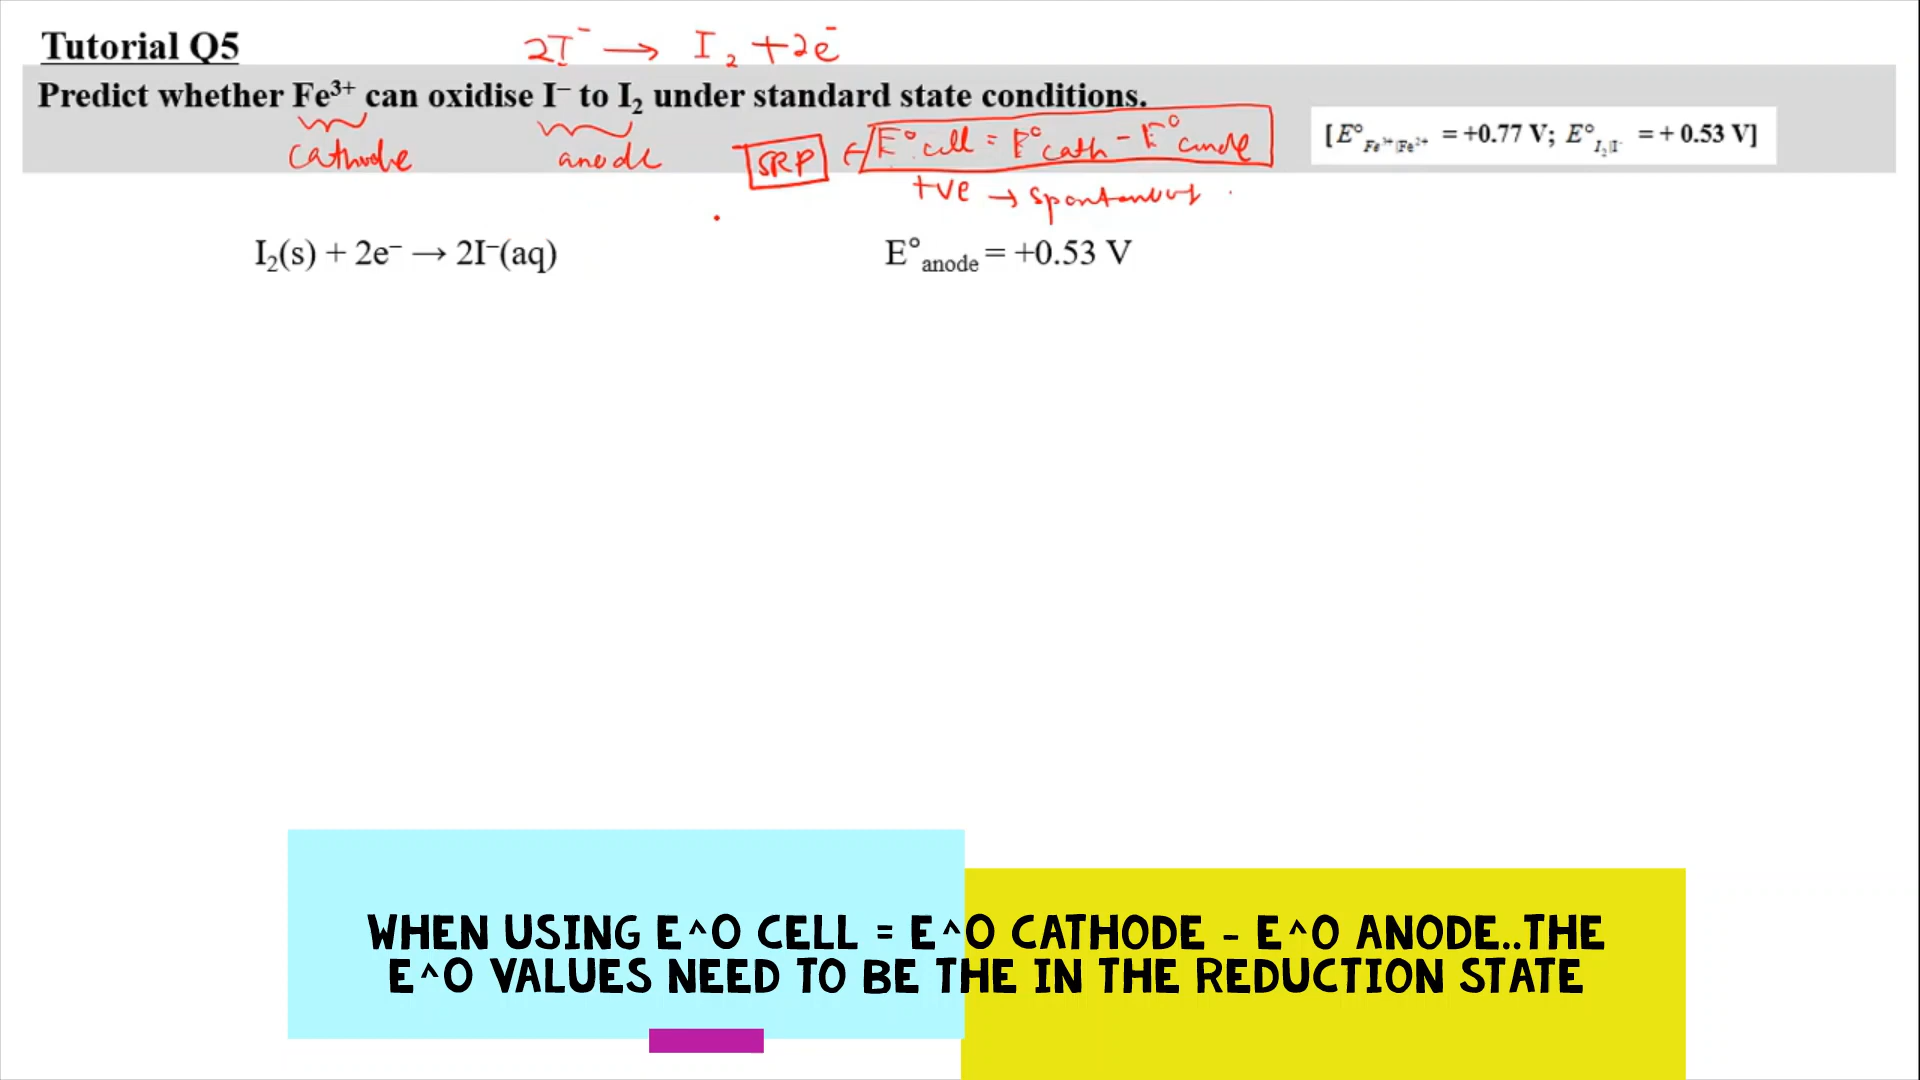 Tutorial Q5
2I⁻ → I₂ + 2e⁻
Predict whether Fe³⁺ can oxidise I⁻ to I₂ under standard state conditions.
cathode
anode
SRP ← E° cell = E° cath - E° anode
[E° Fe³⁺|Fe²⁺ = +0.77 V; E° I₂|I⁻ = + 0.53 V]
+ve → spontaneous
I₂(s) + 2e⁻ → 2I⁻(aq)
E°anode = +0.53 V
WHEN USING E^O CELL = E^O CATHODE - E^O ANODE..THE
E^O VALUES NEED TO BE THE IN THE REDUCTION STATE